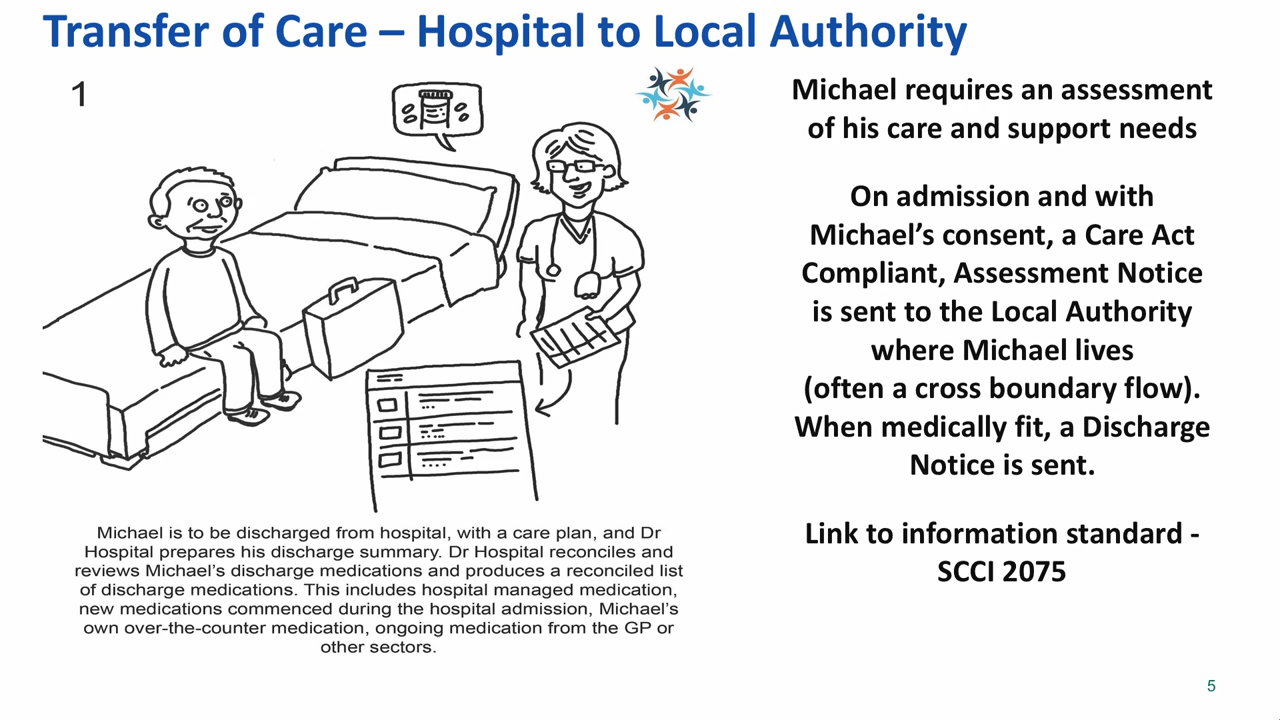 Transfer of Care – Hospital to Local Authority
1
Michael requires an assessment
of his care and support needs
On admission and with
Michael’s consent, a Care Act
Compliant, Assessment Notice
is sent to the Local Authority
where Michael lives
(often a cross boundary flow).
When medically fit, a Discharge
Notice is sent.
Link to information standard -
SCCI 2075
Michael is to be discharged from hospital, with a care plan, and Dr
Hospital prepares his discharge summary. Dr Hospital reconciles and
reviews Michael’s discharge medications and produces a reconciled list
of discharge medications. This includes hospital managed medication,
new medications commenced during the hospital admission, Michael’s
own over-the-counter medication, ongoing medication from the GP or
other sectors.
5